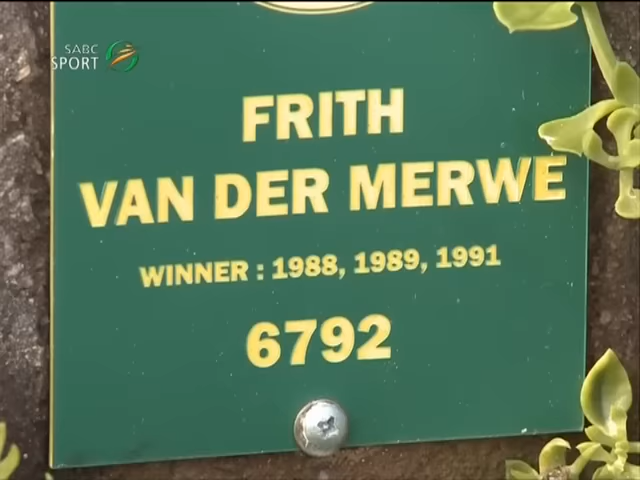 SABC
SPORT
FRITH
VAN DER MERWE
WINNER : 1988, 1989, 1991
6792